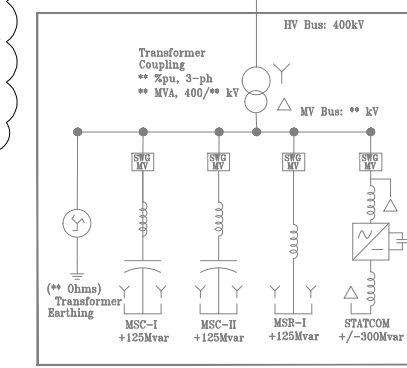 HV Bus: 400kV
Transformer
Coupling
** %pu, 3-ph
** MVA, 400/** kV
MV Bus: ** kV
SWG
MV
SWG
MV
SWG
MV
SWG
MV
(** Ohms)
Transformer
Earthing
MSC-I
+125Mvar
MSC-II
+125Mvar
MSR-I
+125Mvar
STATCOM
+/-300Mvar